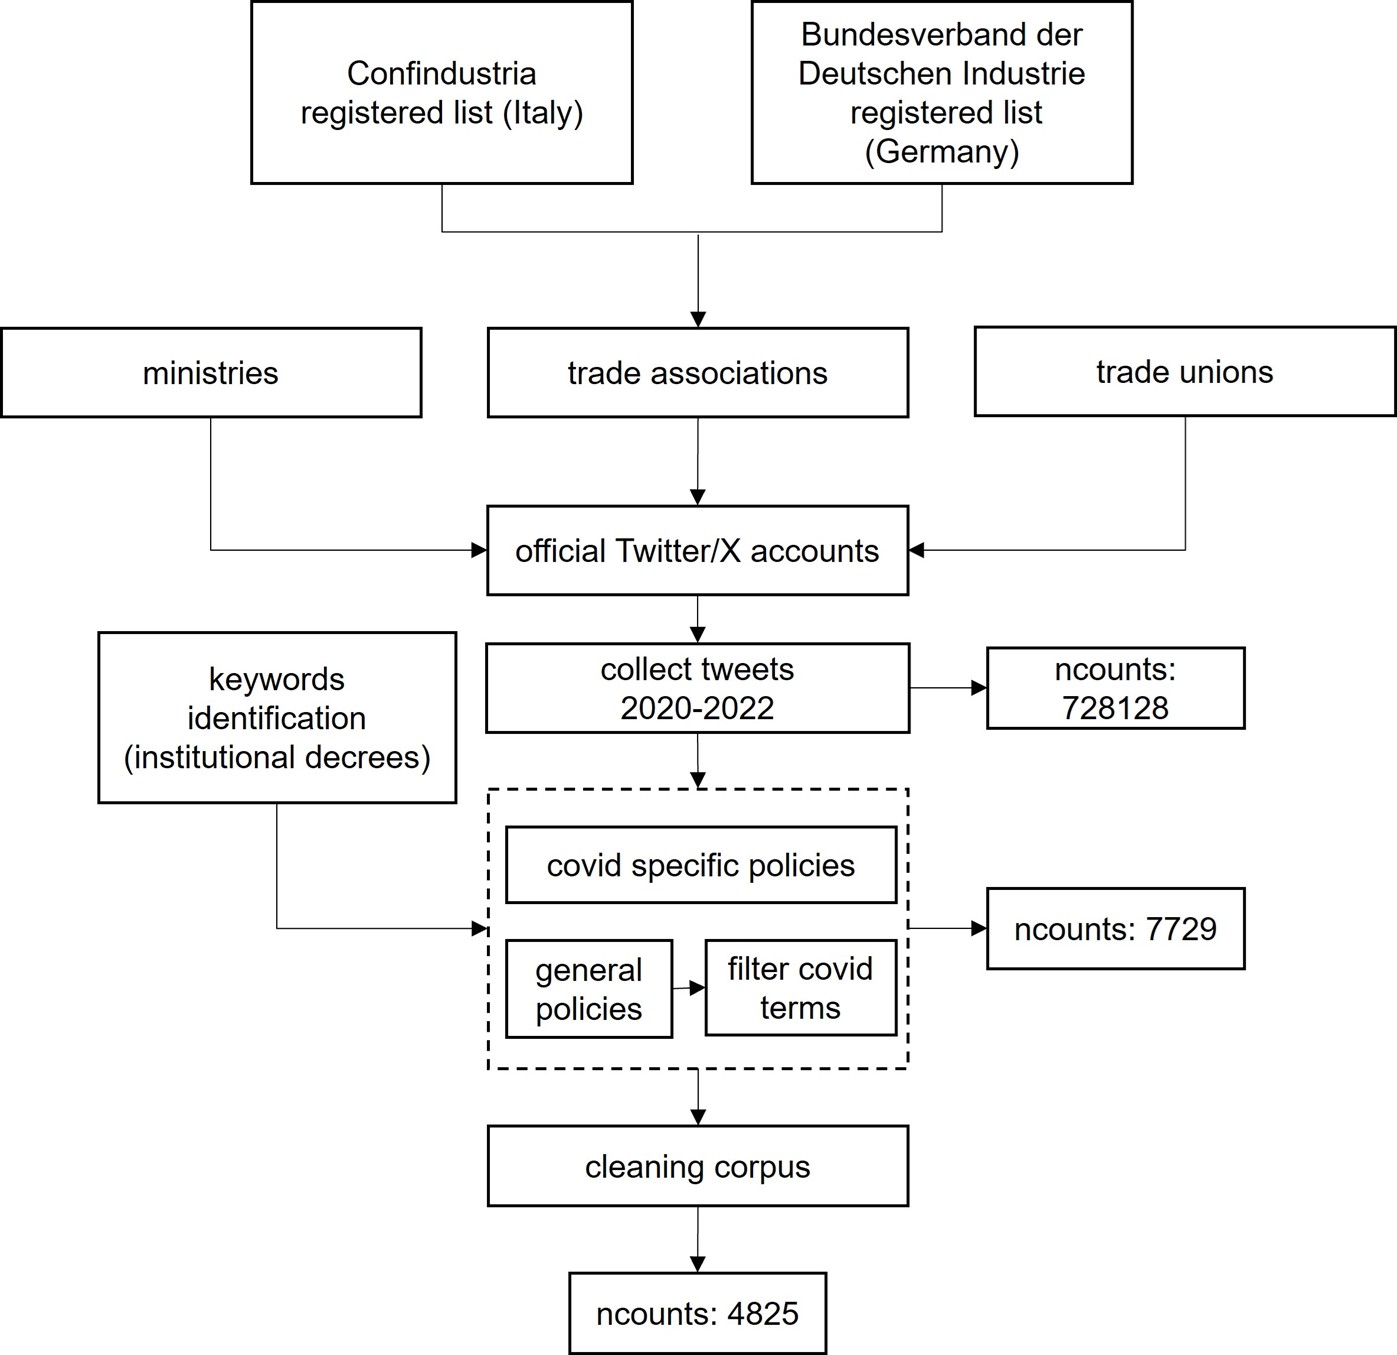 Confindustria
registered list (Italy)
Bundesverband der
Deutschen Industrie
registered list
(Germany)
ministries
trade associations
trade unions
official Twitter/X accounts
keywords
identification
(institutional decrees)
collect tweets
2020-2022
ncounts:
728128
covid specific policies
general
policies
filter covid
terms
ncounts: 7729
cleaning corpus
ncounts: 4825